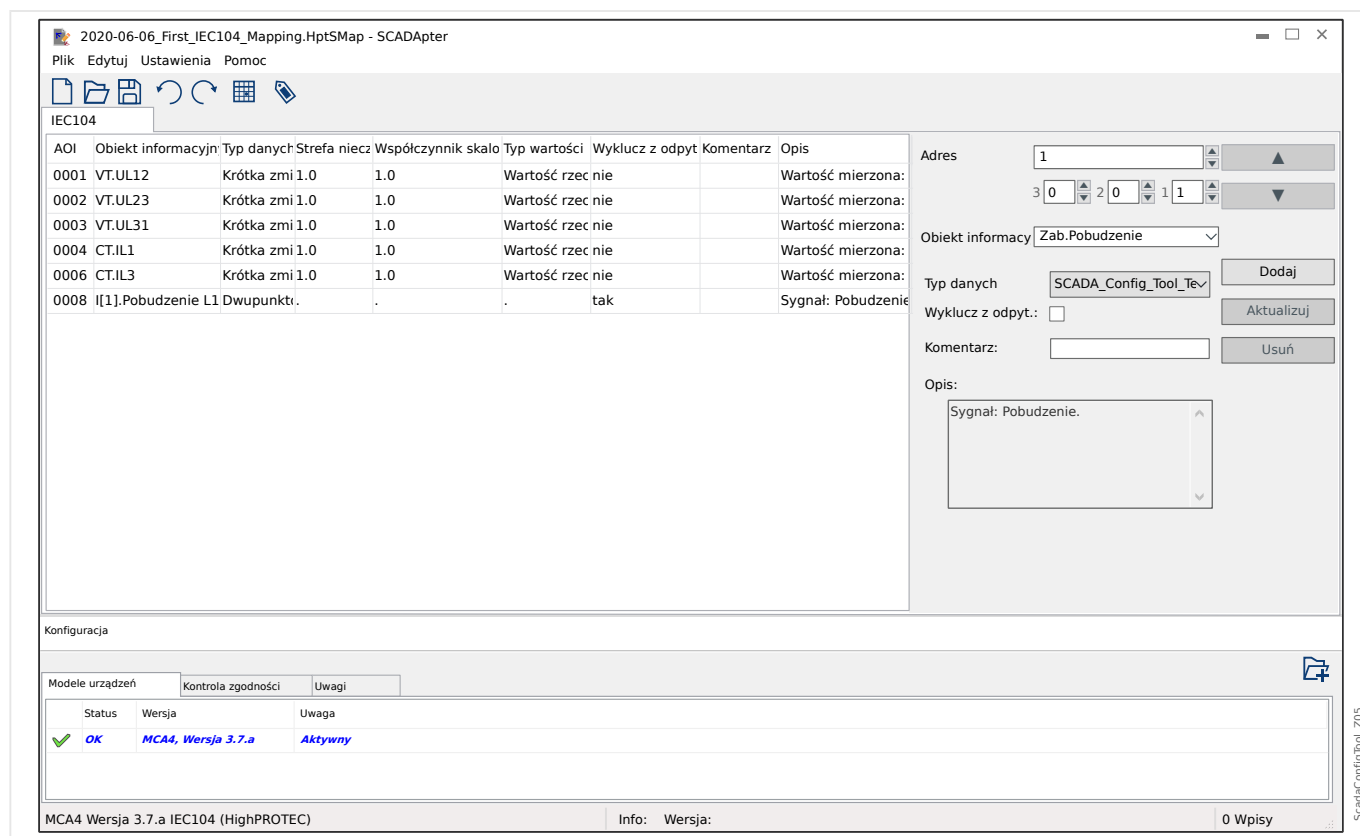 2020-06-06_First_IEC104_Mapping.HptSMap - SCADApter
Plik Edytuj Ustawienia Pomoc
IEC104
AOI Obiekt informacyjn Typ danych Strefa niecz Współczynnik skalo Typ wartości Wyklucz z odpyt Komentarz Opis
0001 VT.UL12 Krótka zmi 1.0 1.0 Wartość rzec nie Wartość mierzona:
0002 VT.UL23 Krótka zmi 1.0 1.0 Wartość rzec nie Wartość mierzona:
0003 VT.UL31 Krótka zmi 1.0 1.0 Wartość rzec nie Wartość mierzona:
0004 CT.IL1 Krótka zmi 1.0 1.0 Wartość rzec nie Wartość mierzona:
0006 CT.IL3 Krótka zmi 1.0 1.0 Wartość rzec nie Wartość mierzona:
0008 I[1].Pobudzenie L1 Dwupunkto . . . tak Sygnał: Pobudzenie
Adres 1
3 0 2 0 1 1
Obiekt informacy Zab.Pobudzenie
Dodaj
Typ danych SCADA_Config_Tool_Te
Wyklucz z odpyt.: Aktualizuj
Komentarz: Usuń
Opis:
Sygnał: Pobudzenie.
Konfiguracja
Modele urządzeń Kontrola zgodności Uwagi
Status Wersja Uwaga
OK MCA4, Wersja 3.7.a Aktywny
MCA4 Wersja 3.7.a IEC104 (HighPROTEC) Info: Wersja: 0 Wpisy
ScadaConfigTool_Z05